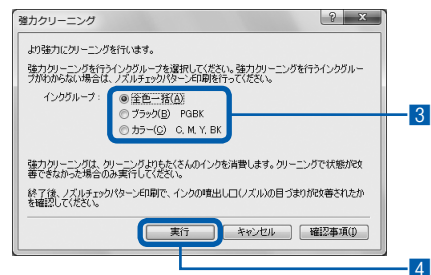 強力クリーニング
より強力にクリーニングを行います。
強力クリーニングを行うインクグループを選択してください。強力クリーニングを行うインクグルー
プがわからない場合は、ノズルチェックパターン印刷を行ってください。
インクグループ： 全色一括(A)
ブラック(B) PGBK
カラー(C) C, M, Y, BK
3
強力クリーニングは、クリーニングよりもたくさんのインクを消費します。クリーニングで状態が改
善できなかった場合のみ実行してください。
終了後、ノズルチェックパターン印刷で、インクの噴出し口(ノズル)の目づまりが改善されたか
を確認してください。
実行 キャンセル 確認事項(I)
4